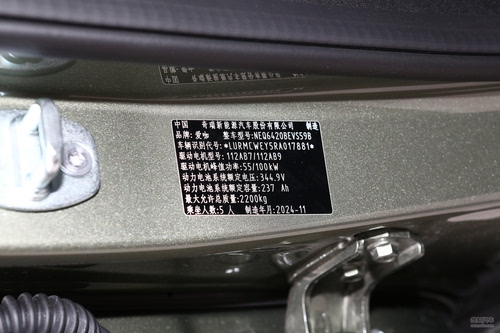 中国 奇瑞新能源汽车股份有限公司 制造
品牌:爱咖 整车型号:NEQ6420BEVSS9B
车辆识别代号:*LURMCWEY5RA017881*
驱动电机型号:112AB7/112AB9
驱动电机峰值功率:55/100kW
动力电池系统额定电压:344.9V
动力电池系统额定容量:237 Ah
最大允许总质量:2200kg
乘坐人数:5 人 制造年月:2024-11